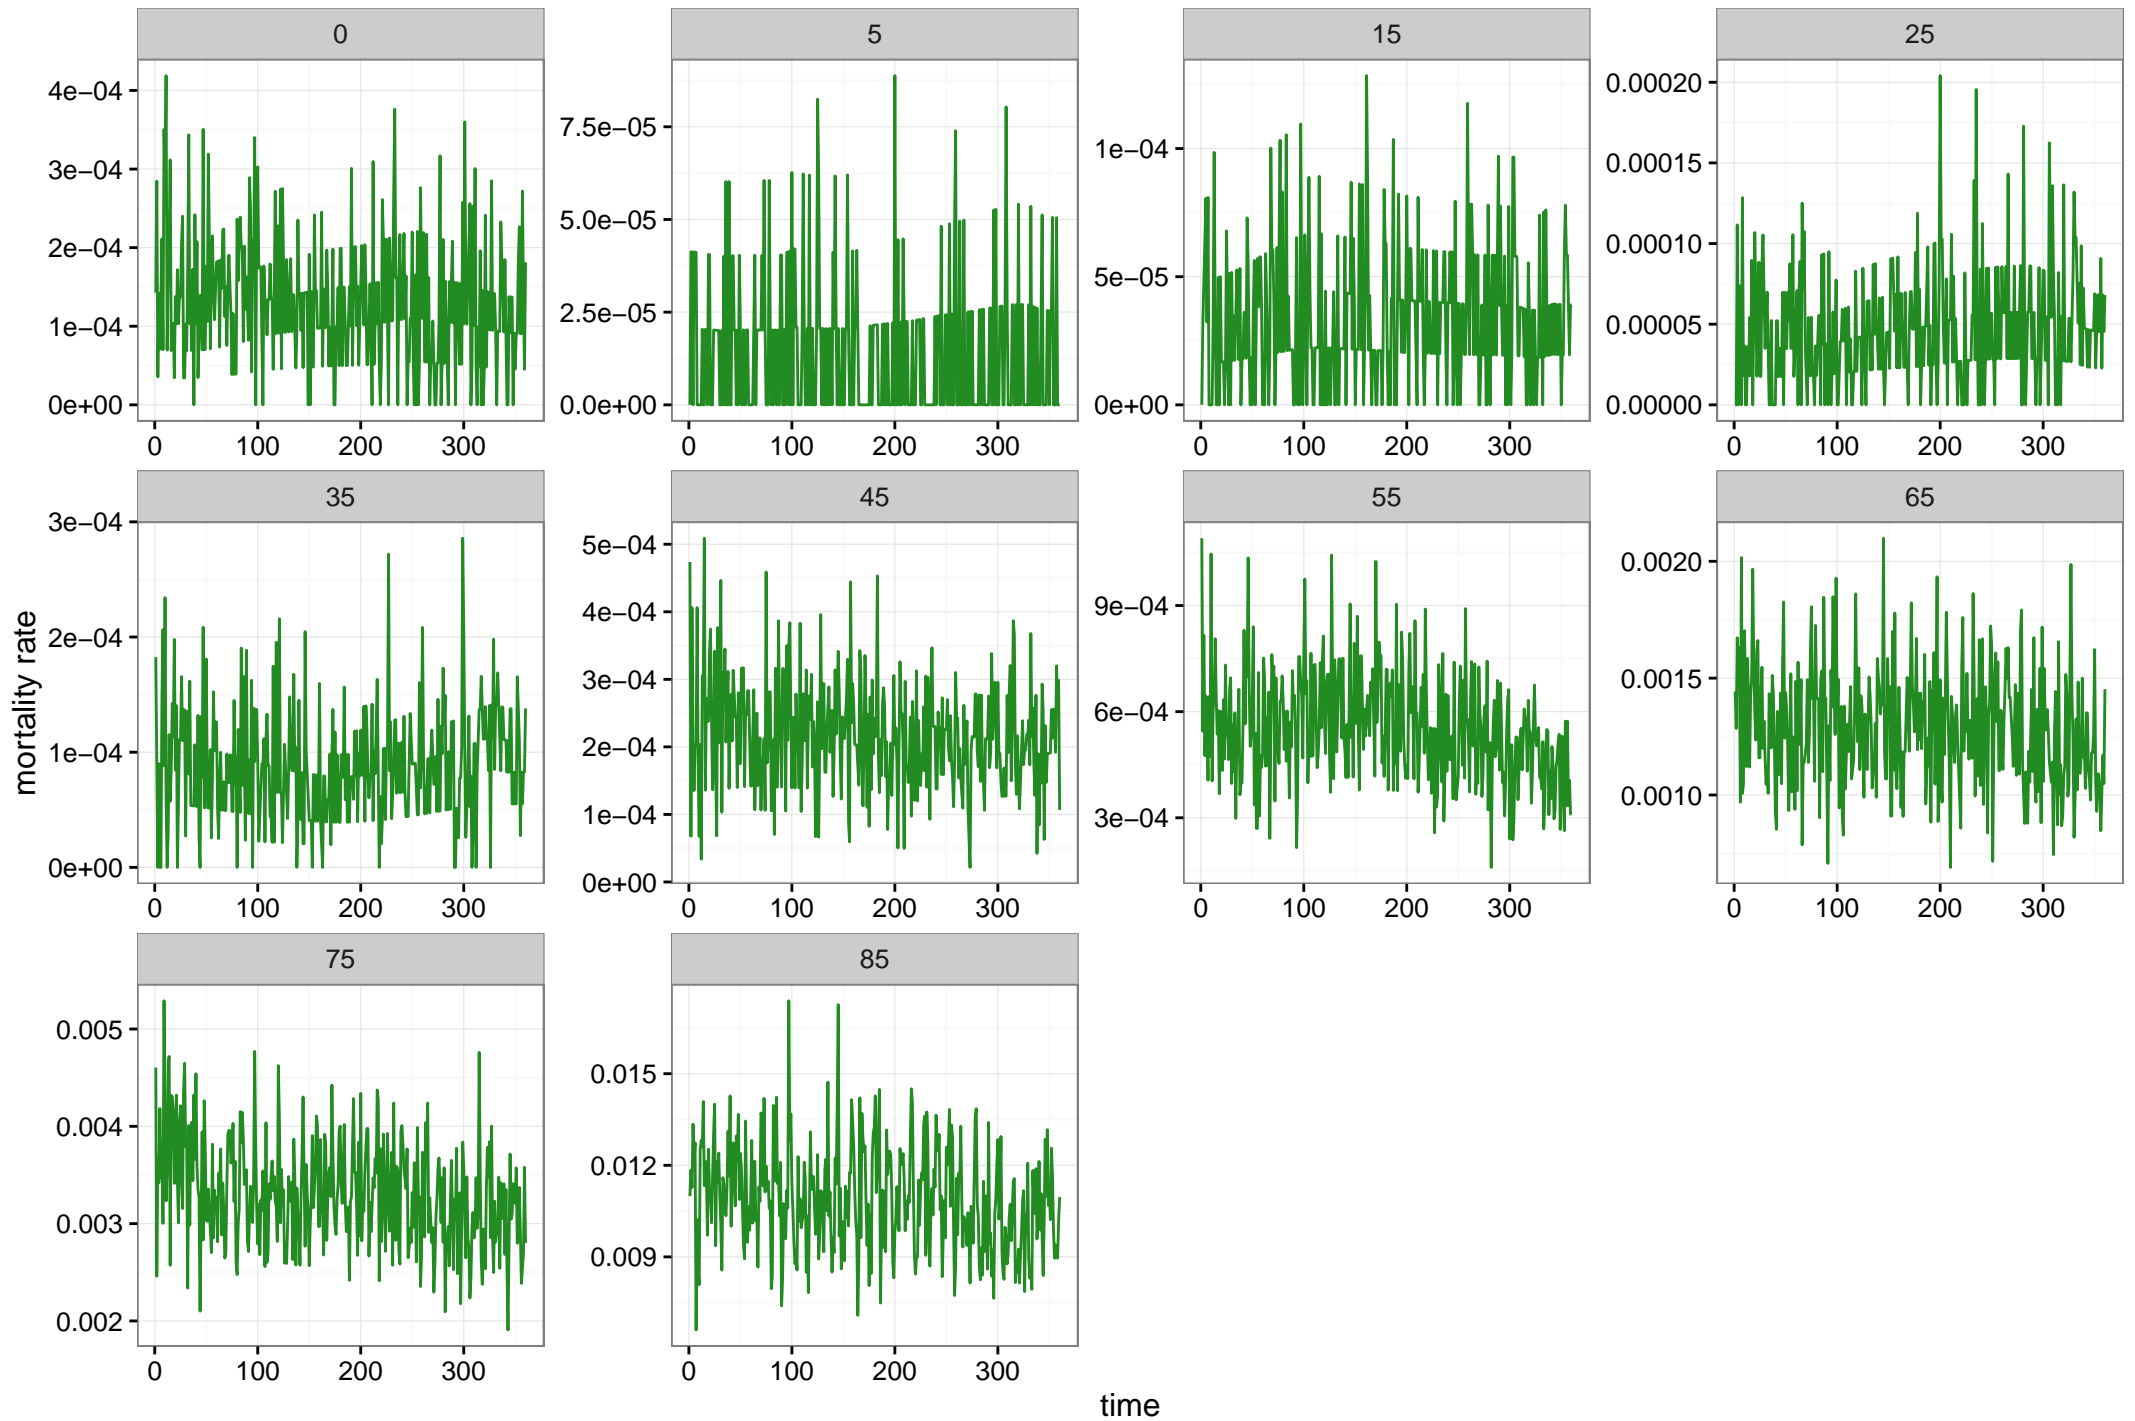 0 5 15 25
4e−04
3e−04
2e−04
1e−04
0e+00
7.5e−05
5.0e−05
2.5e−05
0.0e+00
1e−04
5e−05
0e+00
0.00020
0.00015
0.00010
0.00005
0.00000
0 100 200 300
0 100 200 300
0 100 200 300
0 100 200 300
35 45 55 65
3e−04
2e−04
1e−04
0e+00
5e−04
4e−04
3e−04
2e−04
1e−04
0e+00
9e−04
6e−04
3e−04
0.0020
0.0015
0.0010
0 100 200 300
0 100 200 300
0 100 200 300
0 100 200 300
75 85
0.005
0.004
0.003
0.002
0.015
0.012
0.009
0 100 200 300
0 100 200 300
mortality rate
time